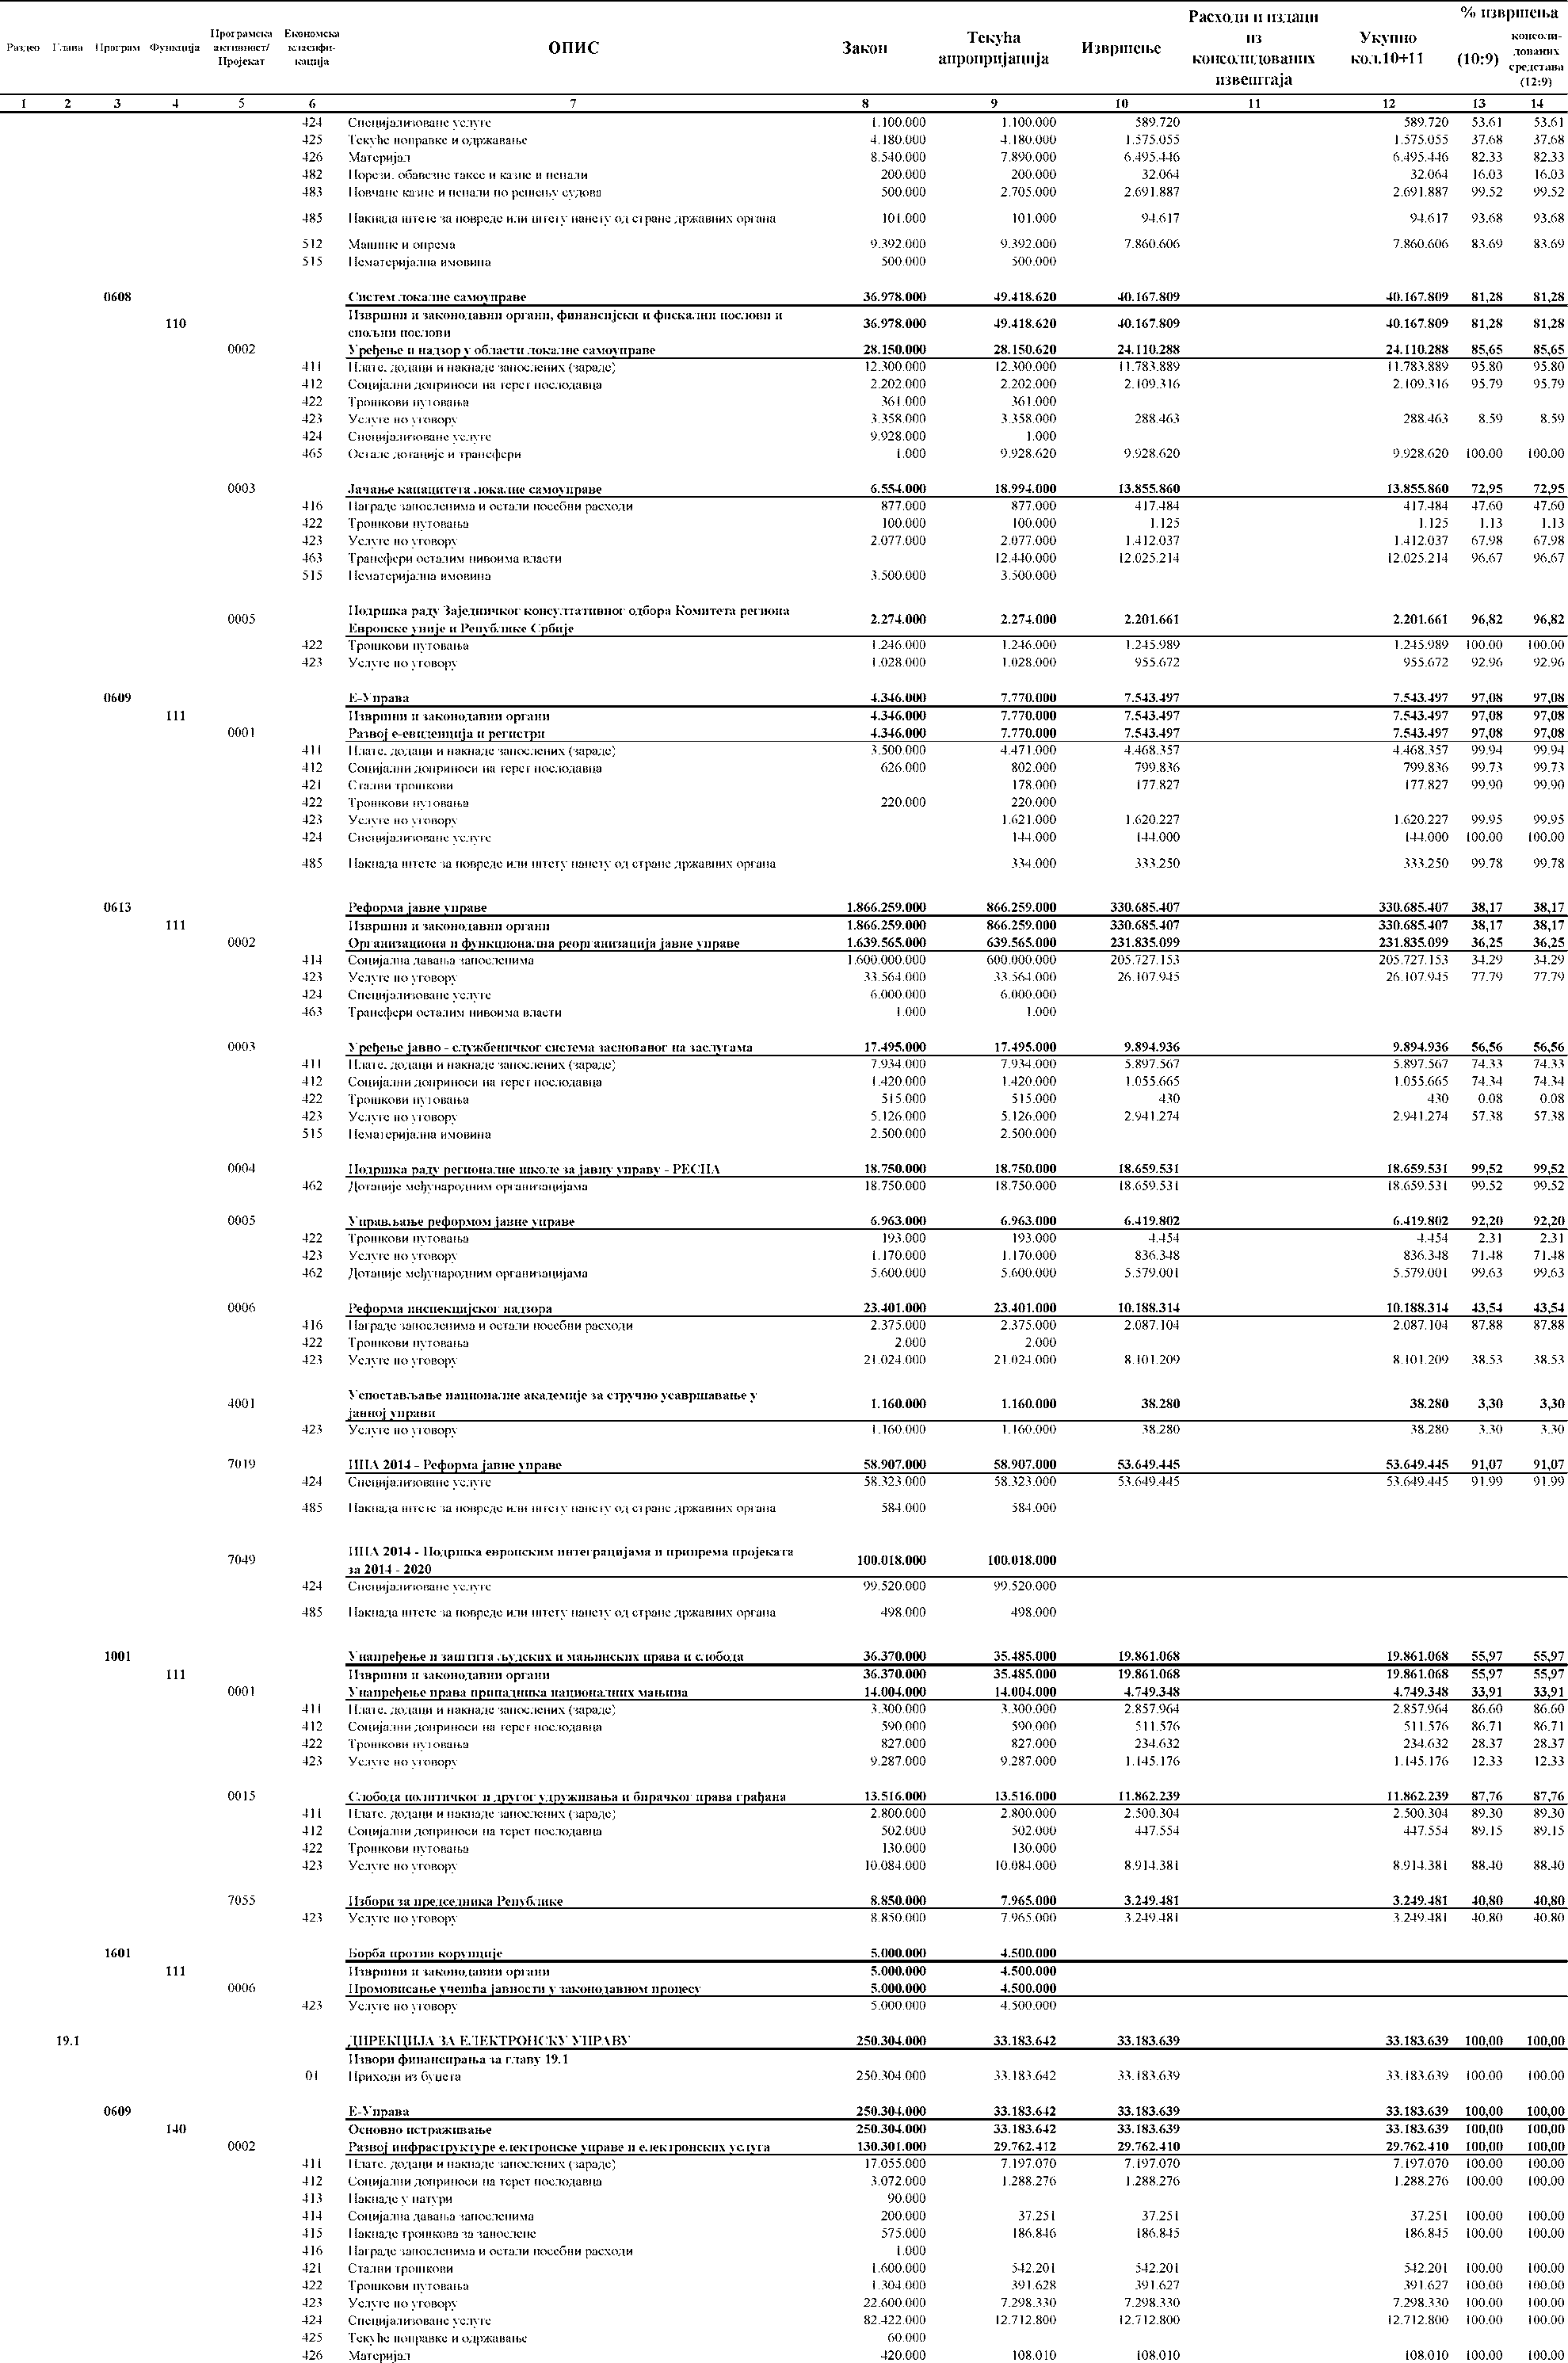 Раздео Глава Програм Функција Програмска активност/ Пројекат Економска класифи- кација ОПИС Закон Текућа апропријација Извршење Расходи и издаци из консолидованих извештаја Укупно кол.10+11 % извршења (10:9) консоли- дованих средстава (12:9)
1 2 3 4 5 6 7 8 9 10 11 12 13 14
424 Специјализоване услуге 1.100.000 1.100.000 589.720 589.720 53,61 53,61
425 Текуће поправке и одржавање 4.180.000 4.180.000 1.575.055 1.575.055 37,68 37,68
426 Материјал 8.540.000 7.890.000 6.495.446 6.495.446 82,33 82,33
482 Порези, обавезне таксе и казне и пенали 200.000 200.000 32.064 32.064 16,03 16,03
483 Новчане казне и пенали по решењу судова 500.000 2.705.000 2.691.887 2.691.887 99,52 99,52
485 Накнада штете за повреде или штету нанету од стране државних органа 101.000 101.000 94.617 94.617 93,68 93,68
512 Машине и опрема 9.392.000 9.392.000 7.860.606 7.860.606 83,69 83,69
515 Нематеријална имовина 500.000 500.000
0608 Систем локалне самоуправе 36.978.000 49.418.620 40.167.809 40.167.809 81,28 81,28
110 Извршни и законодавни органи, финансијски и фискални послови и спољни послови 36.978.000 49.418.620 40.167.809 40.167.809 81,28 81,28
0002 Уређење и надзор у области локалне самоуправе 28.150.000 28.150.620 24.110.288 24.110.288 85,65 85,65
411 Плате, додаци и накнаде запослених (зараде) 12.300.000 12.300.000 11.783.889 11.783.889 95,80 95,80
412 Социјални доприноси на терет послодавца 2.202.000 2.202.000 2.109.316 2.109.316 95,79 95,79
422 Трошкови путовања 361.000 361.000
423 Услуге по уговору 3.358.000 3.358.000 288.463 288.463 8,59 8,59
424 Специјализоване услуге 9.928.000 1.000
465 Остале дотације и трансфери 1.000 9.928.620 9.928.620 9.928.620 100,00 100,00
0003 Јачање капацитета локалне самоуправе 6.554.000 18.994.000 13.855.860 13.855.860 72,95 72,95
416 Награде запосленима и остали посебни расходи 877.000 877.000 417.484 417.484 47,60 47,60
422 Трошкови путовања 100.000 100.000 1.125 1.125 1,13 1,13
423 Услуге по уговору 2.077.000 2.077.000 1.412.037 1.412.037 67,98 67,98
463 Трансфери осталим нивоима власти 12.440.000 12.025.214 12.025.214 96,67 96,67
515 Нематеријална имовина 3.500.000 3.500.000
0005 Подршка раду Заједничког консултативног одбора Комитета региона Европске уније и Републике Србије 2.274.000 2.274.000 2.201.661 2.201.661 96,82 96,82
422 Трошкови путовања 1.246.000 1.246.000 1.245.989 1.245.989 100,00 100,00
423 Услуге по уговору 1.028.000 1.028.000 955.672 955.672 92,96 92,96
0609 Е-Управа 4.346.000 7.770.000 7.543.497 7.543.497 97,08 97,08
111 Извршни и законодавни органи 4.346.000 7.770.000 7.543.497 7.543.497 97,08 97,08
0001 Развој е-евиденција и регистри 4.346.000 7.770.000 7.543.497 7.543.497 97,08 97,08
411 Плате, додаци и накнаде запослених (зараде) 3.500.000 4.471.000 4.468.357 4.468.357 99,94 99,94
412 Социјални доприноси на терет послодавца 626.000 802.000 799.836 799.836 99,73 99,73
421 Стални трошкови 178.000 177.827 177.827 99,90 99,90
422 Трошкови путовања 220.000 220.000
423 Услуге по уговору 1.621.000 1.620.227 1.620.227 99,95 99,95
424 Специјализоване услуге 144.000 144.000 144.000 100,00 100,00
485 Накнада штете за повреде или штету нанету од стране државних органа 334.000 333.250 333.250 99,78 99,78
0613 Реформа јавне управе 1.866.259.000 866.259.000 330.685.407 330.685.407 38,17 38,17
111 Извршни и законодавни органи 1.866.259.000 866.259.000 330.685.407 330.685.407 38,17 38,17
0002 Организациона и функционална реорганизација јавне управе 1.639.565.000 639.565.000 231.835.099 231.835.099 36,25 36,25
414 Социјална давања запосленима 1.600.000.000 600.000.000 205.727.153 205.727.153 34,29 34,29
423 Услуге по уговору 33.564.000 33.564.000 26.107.945 26.107.945 77,79 77,79
424 Специјализоване услуге 6.000.000 6.000.000
463 Трансфери осталим нивоима власти 1.000 1.000
0003 Уређење јавно - службеничког система заснованог на заслугама 17.495.000 17.495.000 9.894.936 9.894.936 56,56 56,56
411 Плате, додаци и накнаде запослених (зараде) 7.934.000 7.934.000 5.897.567 5.897.567 74,33 74,33
412 Социјални доприноси на терет послодавца 1.420.000 1.420.000 1.055.665 1.055.665 74,34 74,34
422 Трошкови путовања 515.000 515.000 430 430 0,08 0,08
423 Услуге по уговору 5.126.000 5.126.000 2.941.274 2.941.274 57,38 57,38
515 Нематеријална имовина 2.500.000 2.500.000
0004 Подршка раду регионалне школе за јавну управу - РЕСПА 18.750.000 18.750.000 18.659.531 18.659.531 99,52 99,52
462 Дотације међународним организацијама 18.750.000 18.750.000 18.659.531 18.659.531 99,52 99,52
0005 Управљање реформом јавне управе 6.963.000 6.963.000 6.419.802 6.419.802 92,20 92,20
422 Трошкови путовања 193.000 193.000 4.454 4.454 2,31 2,31
423 Услуге по уговору 1.170.000 1.170.000 836.348 836.348 71,48 71,48
462 Дотације међународним организацијама 5.600.000 5.600.000 5.579.001 5.579.001 99,63 99,63
0006 Реформа инспекцијског надзора 23.401.000 23.401.000 10.188.314 10.188.314 43,54 43,54
416 Награде запосленима и остали посебни расходи 2.375.000 2.375.000 2.087.104 2.087.104 87,88 87,88
422 Трошкови путовања 2.000 2.000
423 Услуге по уговору 21.024.000 21.024.000 8.101.209 8.101.209 38,53 38,53
4001 Успостављање националне академије за стручно усавршавање у јавној управи 1.160.000 1.160.000 38.280 38.280 3,30 3,30
423 Услуге по уговору 1.160.000 1.160.000 38.280 38.280 3,30 3,30
7019 ИПА 2014 - Реформа јавне управе 58.907.000 58.907.000 53.649.445 53.649.445 91,07 91,07
424 Специјализоване услуге 58.323.000 58.323.000 53.649.445 53.649.445 91,99 91,99
485 Накнада штете за повреде или штету нанету од стране државних органа 584.000 584.000
7049 ИПА 2014 - Подршка европским интеграцијама и припрема пројеката за 2014 - 2020 100.018.000 100.018.000
424 Специјализоване услуге 99.520.000 99.520.000
485 Накнада штете за повреде или штету нанету од стране државних органа 498.000 498.000
1001 Унапређење и заштита људских и мањинских права и слобода 36.370.000 35.485.000 19.861.068 19.861.068 55,97 55,97
111 Извршни и законодавни органи 36.370.000 35.485.000 19.861.068 19.861.068 55,97 55,97
0001 Унапређење права припадника националних мањина 14.004.000 14.004.000 4.749.348 4.749.348 33,91 33,91
411 Плате, додаци и накнаде запослених (зараде) 3.300.000 3.300.000 2.857.964 2.857.964 86,60 86,60
412 Социјални доприноси на терет послодавца 590.000 590.000 511.576 511.576 86,71 86,71
422 Трошкови путовања 827.000 827.000 234.632 234.632 28,37 28,37
423 Услуге по уговору 9.287.000 9.287.000 1.145.176 1.145.176 12,33 12,33
0015 Слобода политичког и другог удруживања и бирачког права грађана 13.516.000 13.516.000 11.862.239 11.862.239 87,76 87,76
411 Плате, додаци и накнаде запослених (зараде) 2.800.000 2.800.000 2.500.304 2.500.304 89,30 89,30
412 Социјални доприноси на терет послодавца 502.000 502.000 447.554 447.554 89,15 89,15
422 Трошкови путовања 130.000 130.000
423 Услуге по уговору 10.084.000 10.084.000 8.914.381 8.914.381 88,40 88,40
7055 Избори за председника Републике 8.850.000 7.965.000 3.249.481 3.249.481 40,80 40,80
423 Услуге по уговору 8.850.000 7.965.000 3.249.481 3.249.481 40,80 40,80
1601 Борба против корупције 5.000.000 4.500.000
111 Извршни и законодавни органи 5.000.000 4.500.000
0006 Промовисање учешћа јавности у законодавном процесу 5.000.000 4.500.000
423 Услуге по уговору 5.000.000 4.500.000
19.1 ДИРЕКЦИЈА ЗА ЕЛЕКТРОНСКУ УПРАВУ 250.304.000 33.183.642 33.183.639 33.183.639 100,00 100,00
Извори финансирања за главу 19.1
01 Приходи из буџета 250.304.000 33.183.642 33.183.639 33.183.639 100,00 100,00
0609 Е-Управа 250.304.000 33.183.642 33.183.639 33.183.639 100,00 100,00
140 Основно истраживање 250.304.000 33.183.642 33.183.639 33.183.639 100,00 100,00
0002 Развој инфраструктуре електронске управе и електронских услуга 130.301.000 29.762.412 29.762.410 29.762.410 100,00 100,00
411 Плате, додаци и накнаде запослених (зараде) 17.055.000 7.197.070 7.197.070 7.197.070 100,00 100,00
412 Социјални доприноси на терет послодавца 3.072.000 1.288.276 1.288.276 1.288.276 100,00 100,00
413 Накнаде у натури 90.000
414 Социјална давања запосленима 200.000 37.251 37.251 37.251 100,00 100,00
415 Накнаде трошкова за запослене 575.000 186.846 186.845 186.845 100,00 100,00
416 Награде запосленима и остали посебни расходи 1.000
421 Стални трошкови 1.600.000 542.201 542.201 542.201 100,00 100,00
422 Трошкови путовања 1.304.000 391.628 391.627 391.627 100,00 100,00
423 Услуге по уговору 22.600.000 7.298.330 7.298.330 7.298.330 100,00 100,00
424 Специјализоване услуге 82.422.000 12.712.800 12.712.800 12.712.800 100,00 100,00
425 Текуће поправке и одржавање 60.000
426 Материјал 420.000 108.010 108.010 108.010 100,00 100,00